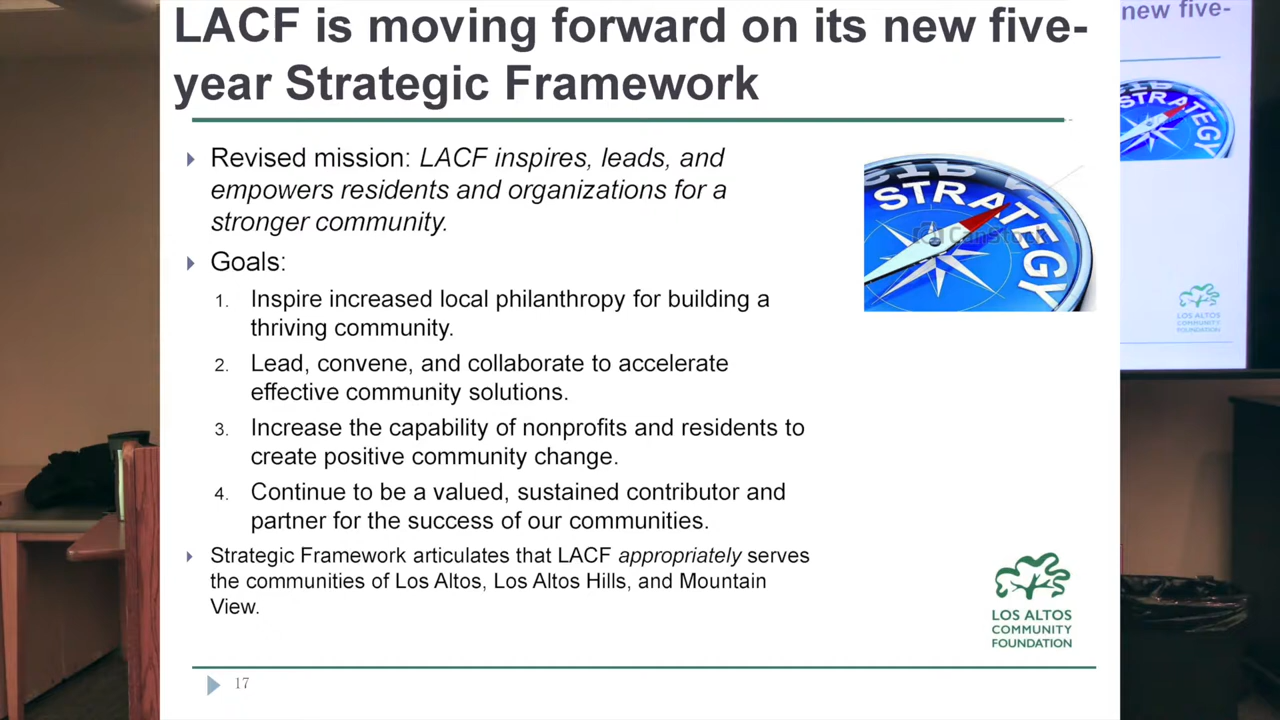 LACF is moving forward on its new five-
year Strategic Framework
Revised mission: LACF inspires, leads, and
empowers residents and organizations for a
stronger community.
Goals:
1. Inspire increased local philanthropy for building a
thriving community.
2. Lead, convene, and collaborate to accelerate
effective community solutions.
3. Increase the capability of nonprofits and residents to
create positive community change.
4. Continue to be a valued, sustained contributor and
partner for the success of our communities.
Strategic Framework articulates that LACF appropriately serves
the communities of Los Altos, Los Altos Hills, and Mountain
View.
STRATEGY
LOS ALTOS
COMMUNITY
FOUNDATION
17
new five-
STRATEGY
LOS ALTOS
COMMUNITY
FOUNDATION